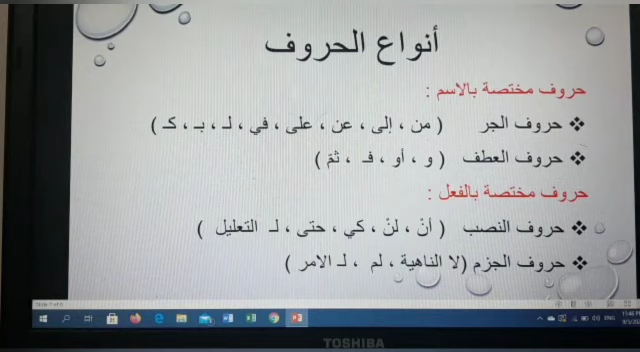 أنواع الحروف
حروف مختصة بالاسم :
❖ حروف الجر ( من ، إلى ، عن ، على ، في ، لـ ، بـ ، كـ )
❖ حروف العطف ( و ، أو ، فـ ، ثمّ )
حروف مختصة بالفعل :
❖ حروف النصب ( أنْ ، لنْ ، كي ، حتى ، لـ التعليل )
❖ حروف الجزم (لا الناهية ، لم ، لـ الامر )
ENG
TOSHIBA